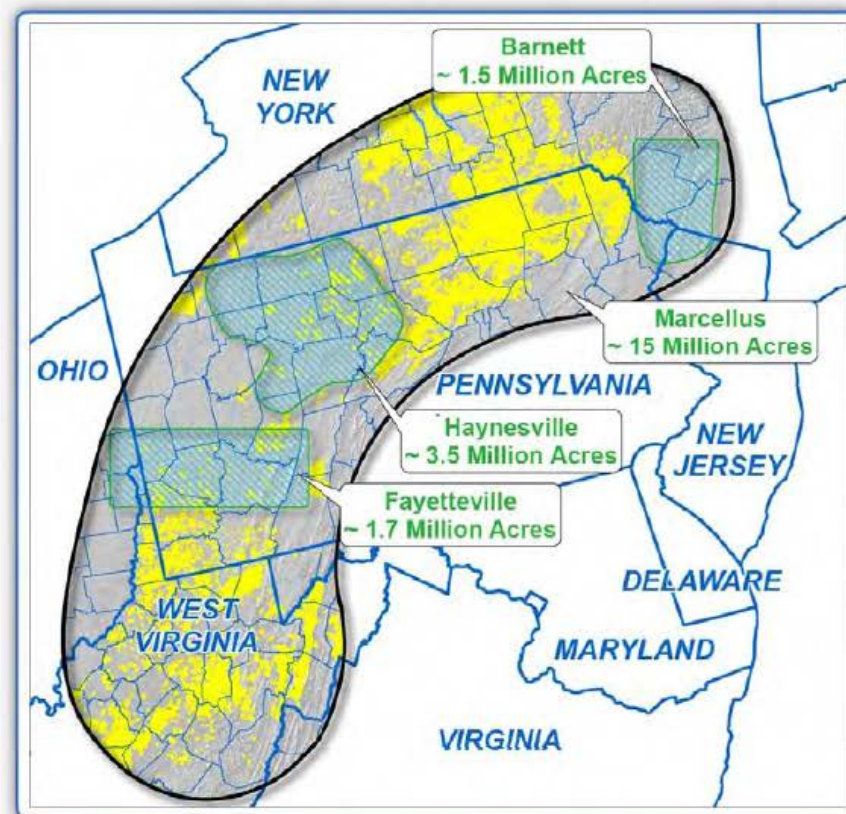 Barnett
~ 1.5 Million Acres
NEW
YORK
Marcellus
~ 15 Million Acres
OHIO
PENNSYLVANIA
Haynesville
~ 3.5 Million Acres
NEW
JERSEY
Fayetteville
~ 1.7 Million Acres
DELAWARE
WEST
VIRGINIA
MARYLAND
VIRGINIA